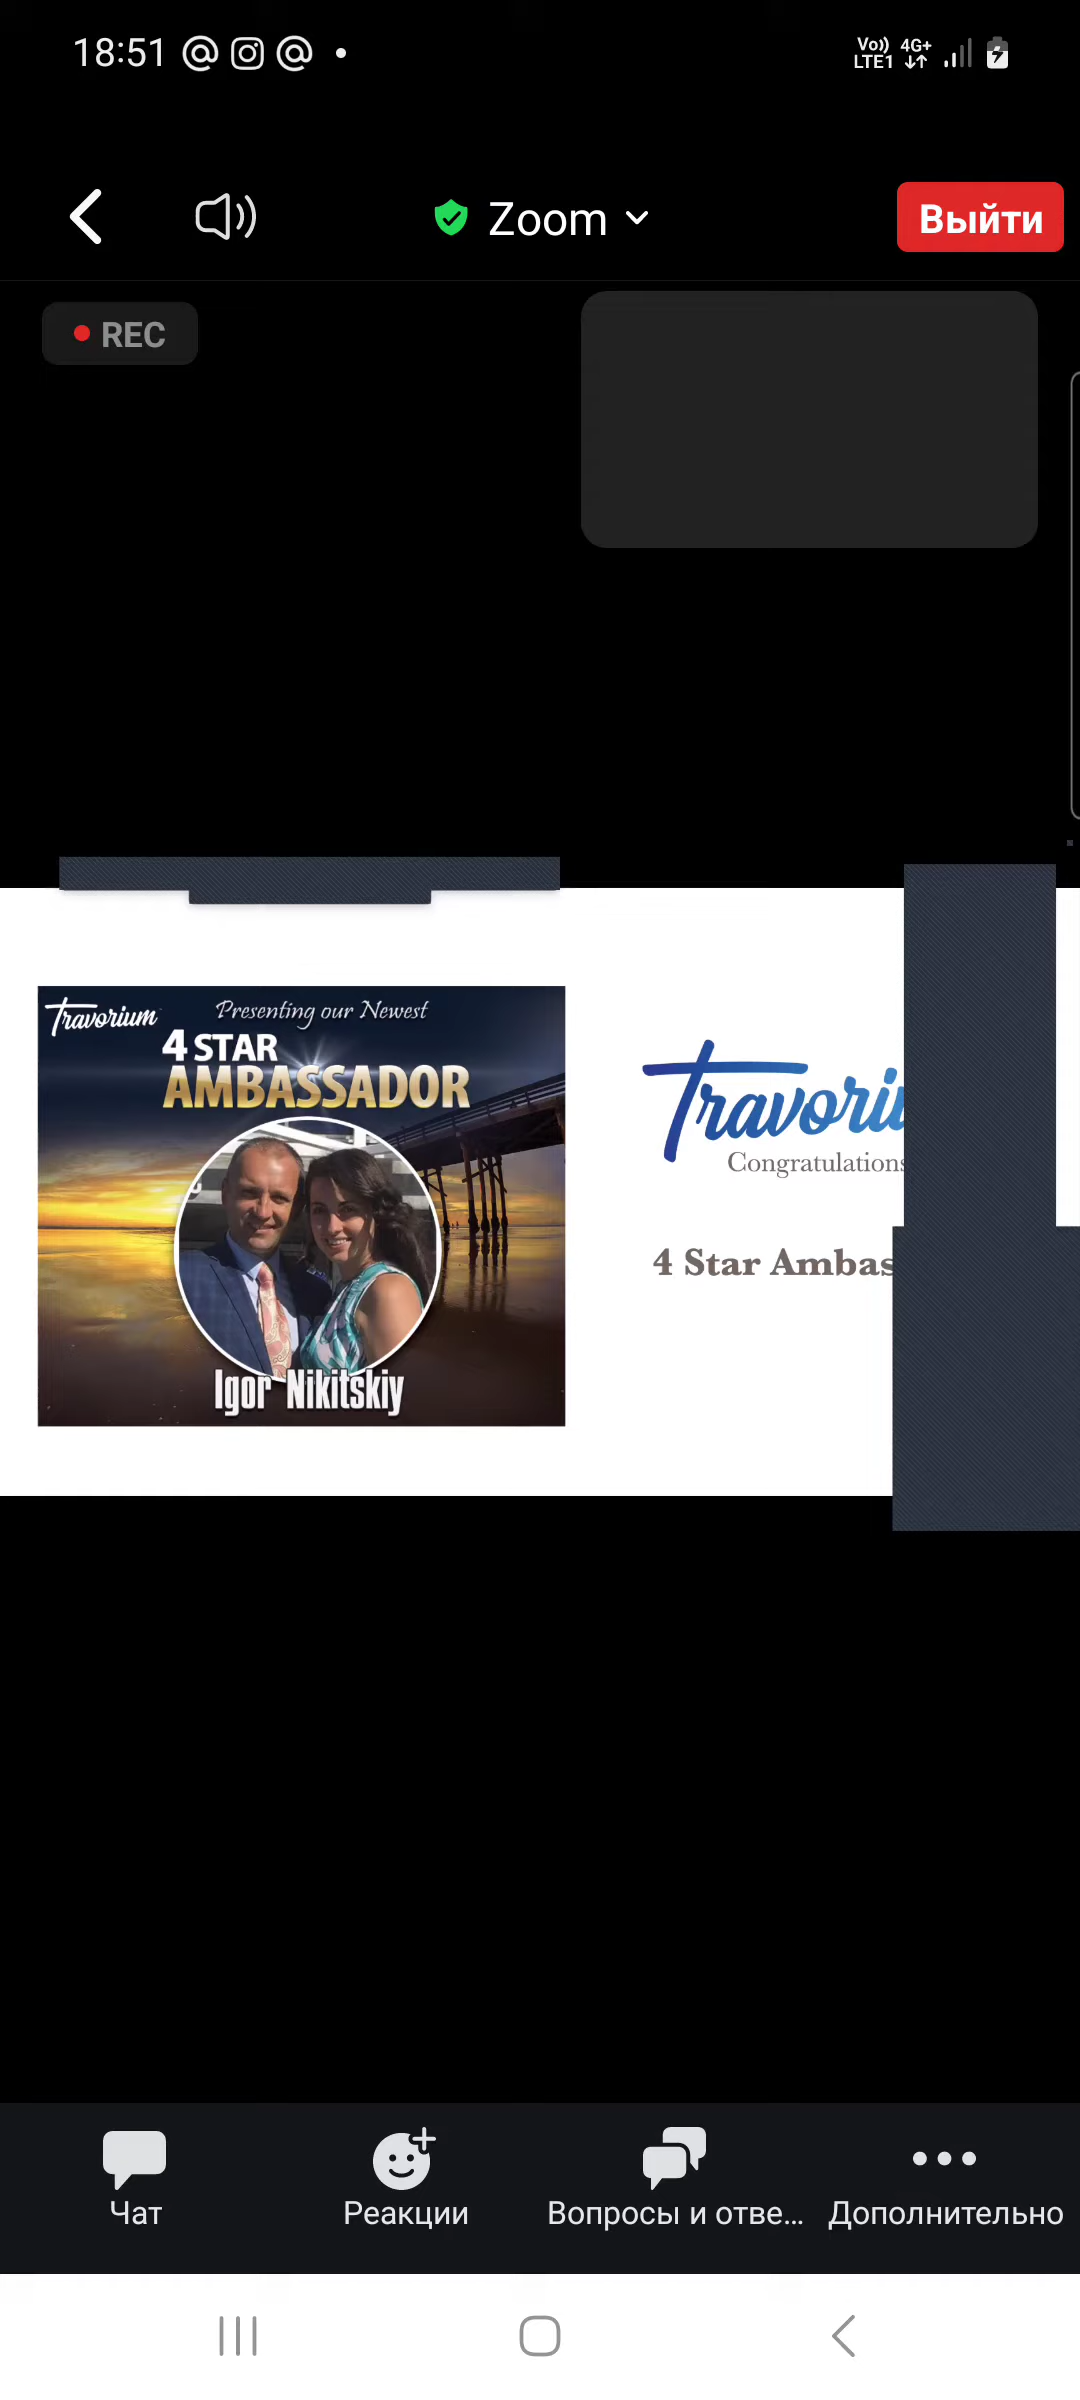 18:51
Vo)) 4G+
LTE1
Zoom
Выйти
REC
Travorium
Presenting our Newest
4 STAR
AMBASSADOR
Igor Nikitskiy
Congratulations
4 Star Ambas
Чат
Реакции
Вопросы и отве...
Дополнительно